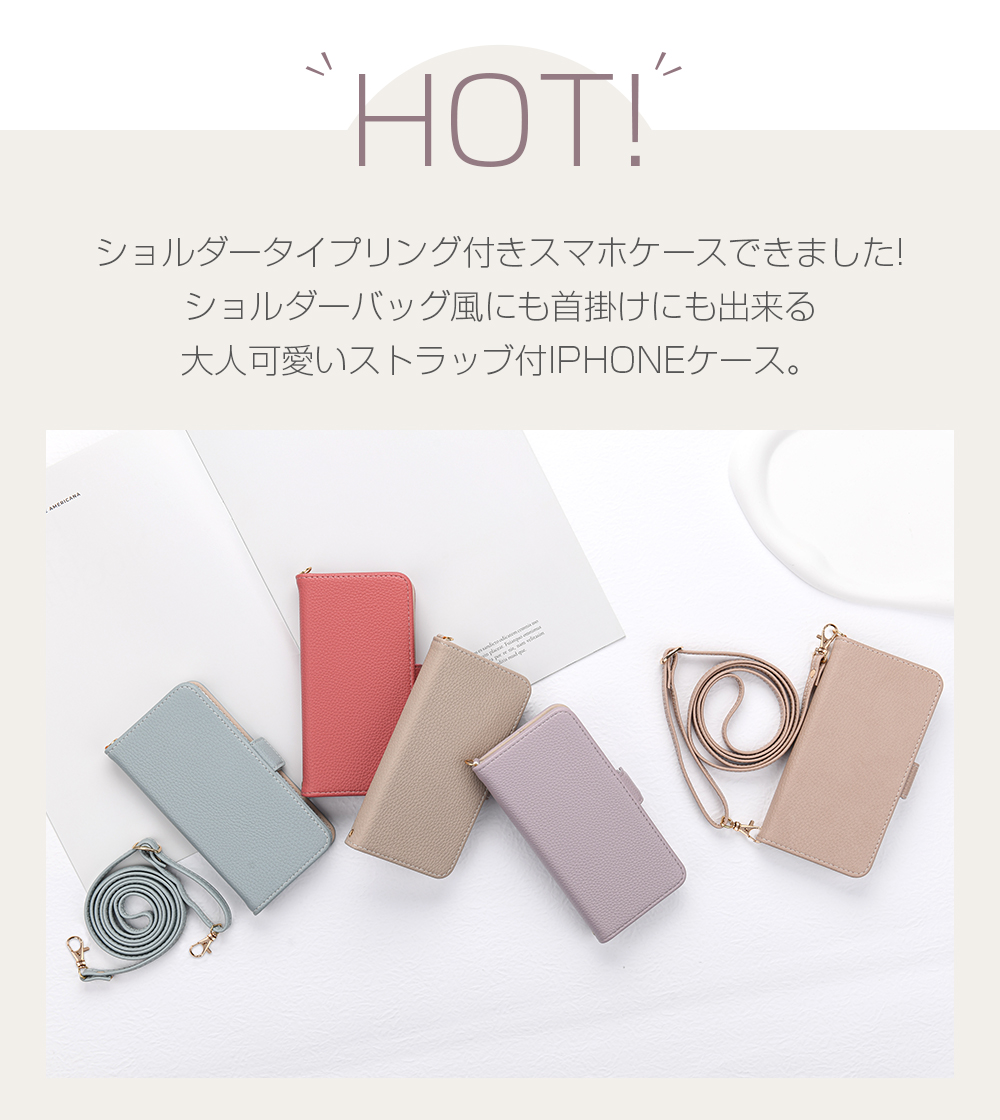 HOT!
ショルダータイプリング付きスマホケースできました!
ショルダーバッグ風にも首掛けにも出来る
大人可愛いストラップ付IPHONEケース。
AMERICANA